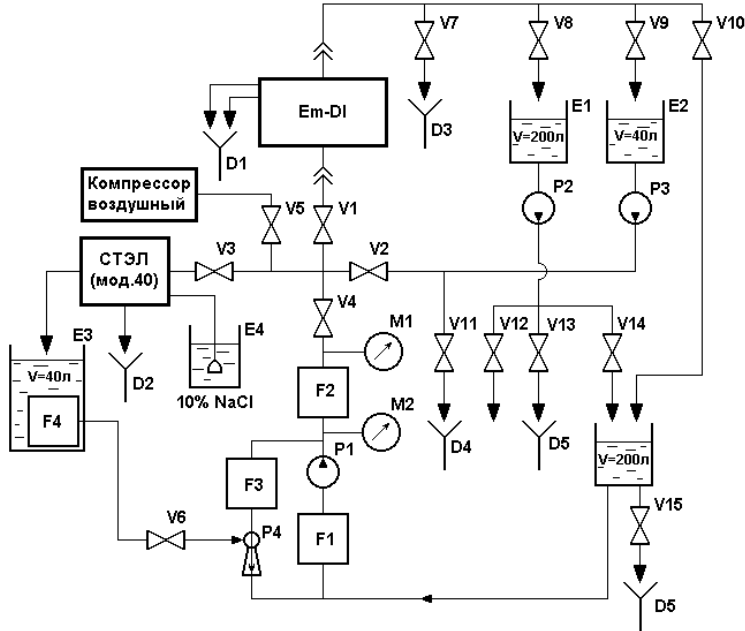 V7
V8
V9
V10
Em-DI
E1
E2
V=200л
V=40л
D1
D3
Компрессор
воздушный
P2
P3
V5
V1
V3
V2
СТЭЛ
(мод.40)
V4
M1
V11
V12
V13
V14
E3
E4
V=40л
D2
F2
10% NaCl
M2
F4
D4
D5
P1
V=200л
F3
V6
P4
F1
V15
D5